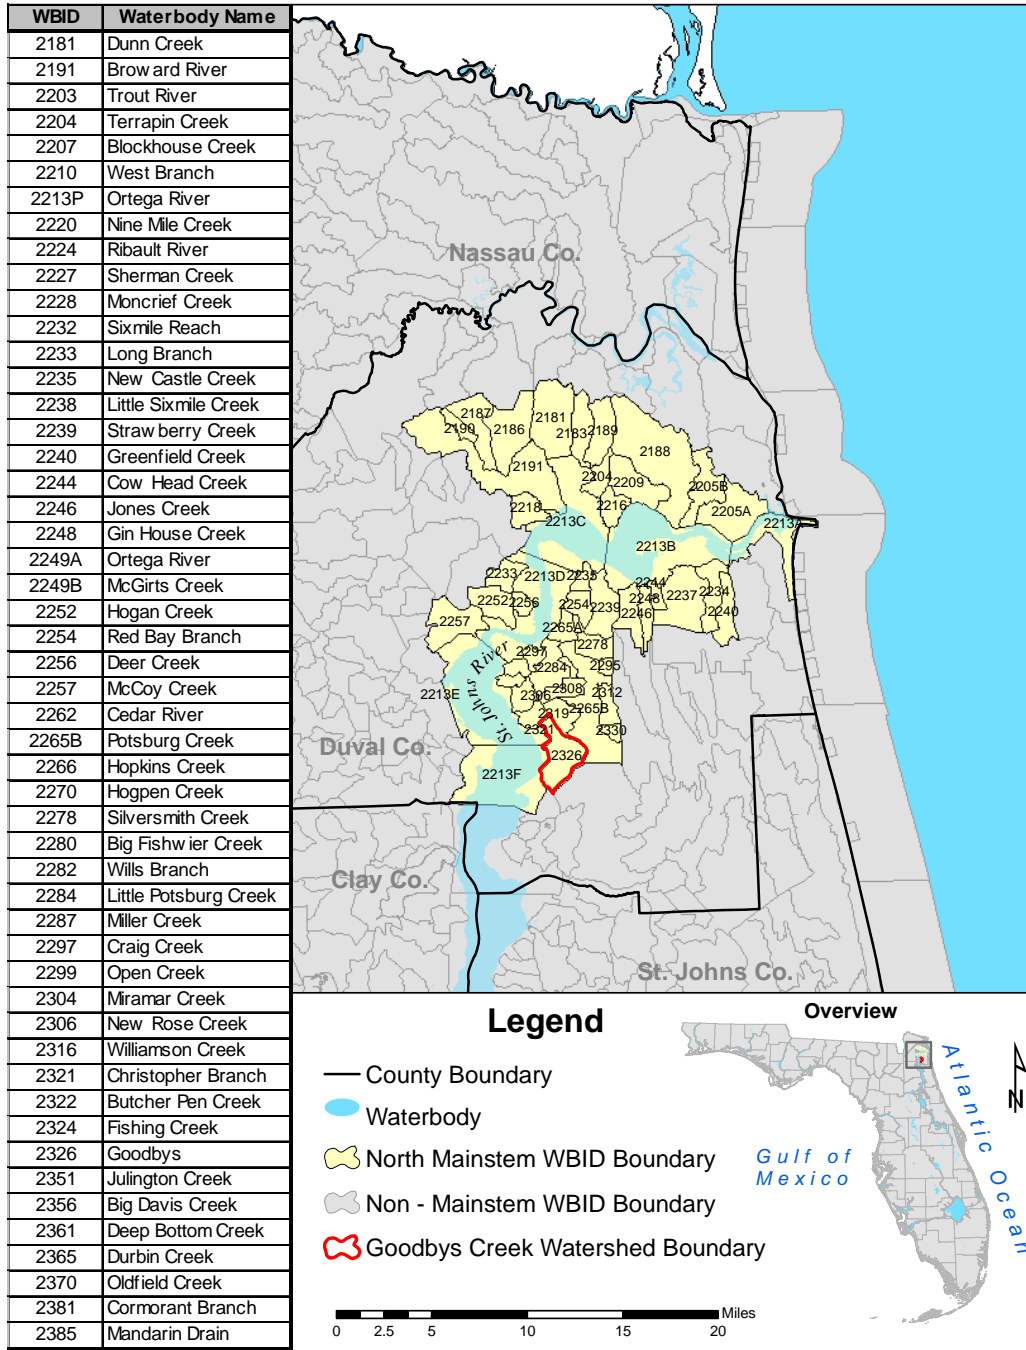 WBID Waterbody Name
2181 Dunn Creek
2191 Broward River
2203 Trout River
2204 Terrapin Creek
2207 Blockhouse Creek
2210 West Branch
2213P Ortega River
2220 Nine Mile Creek
2224 Ribault River
2227 Sherman Creek
2228 Moncrief Creek
2232 Sixmile Reach
2233 Long Branch
2235 New Castle Creek
2238 Little Sixmile Creek
2239 Strawberry Creek
2240 Greenfield Creek
2244 Cow Head Creek
2246 Jones Creek
2248 Gin House Creek
2249A Ortega River
2249B McGirts Creek
2252 Hogan Creek
2254 Red Bay Branch
2256 Deer Creek
2257 McCoy Creek
2262 Cedar River
2265B Potsburg Creek
2266 Hopkins Creek
2270 Hogpen Creek
2278 Silversmith Creek
2280 Big Fishwier Creek
2282 Wills Branch
2284 Little Potsburg Creek
2287 Miller Creek
2297 Craig Creek
2299 Open Creek
2304 Miramar Creek
2306 New Rose Creek
2316 Williamson Creek
2321 Christopher Branch
2322 Butcher Pen Creek
2324 Fishing Creek
2326 Goodbys
2351 Julington Creek
2356 Big Davis Creek
2361 Deep Bottom Creek
2365 Durbin Creek
2370 Oldfield Creek
2381 Cormorant Branch
2385 Mandarin Drain
Nassau Co.
2187
2190
2186
2181
2183
2189
2188
2191
2204
2209
2205B
2218
2216
2205A
2213C
2213A
2213B
2233
2213D
2235
2244
2252
2256
2254
2239
2248
2237
2234
2246
2240
2257
2265A
2278
2297
2284
2295
2213E
St. Johns River
2306
2308
2312
2265B
2319
2321
2330
Duval Co.
2326
2213F
Clay Co.
St. Johns Co.
Legend
County Boundary
Waterbody
North Mainstem WBID Boundary
Non - Mainstem WBID Boundary
Goodbys Creek Watershed Boundary
0 2.5 5 10 15 20 Miles
Overview
Atlantic Ocean
Gulf of
Mexico
N